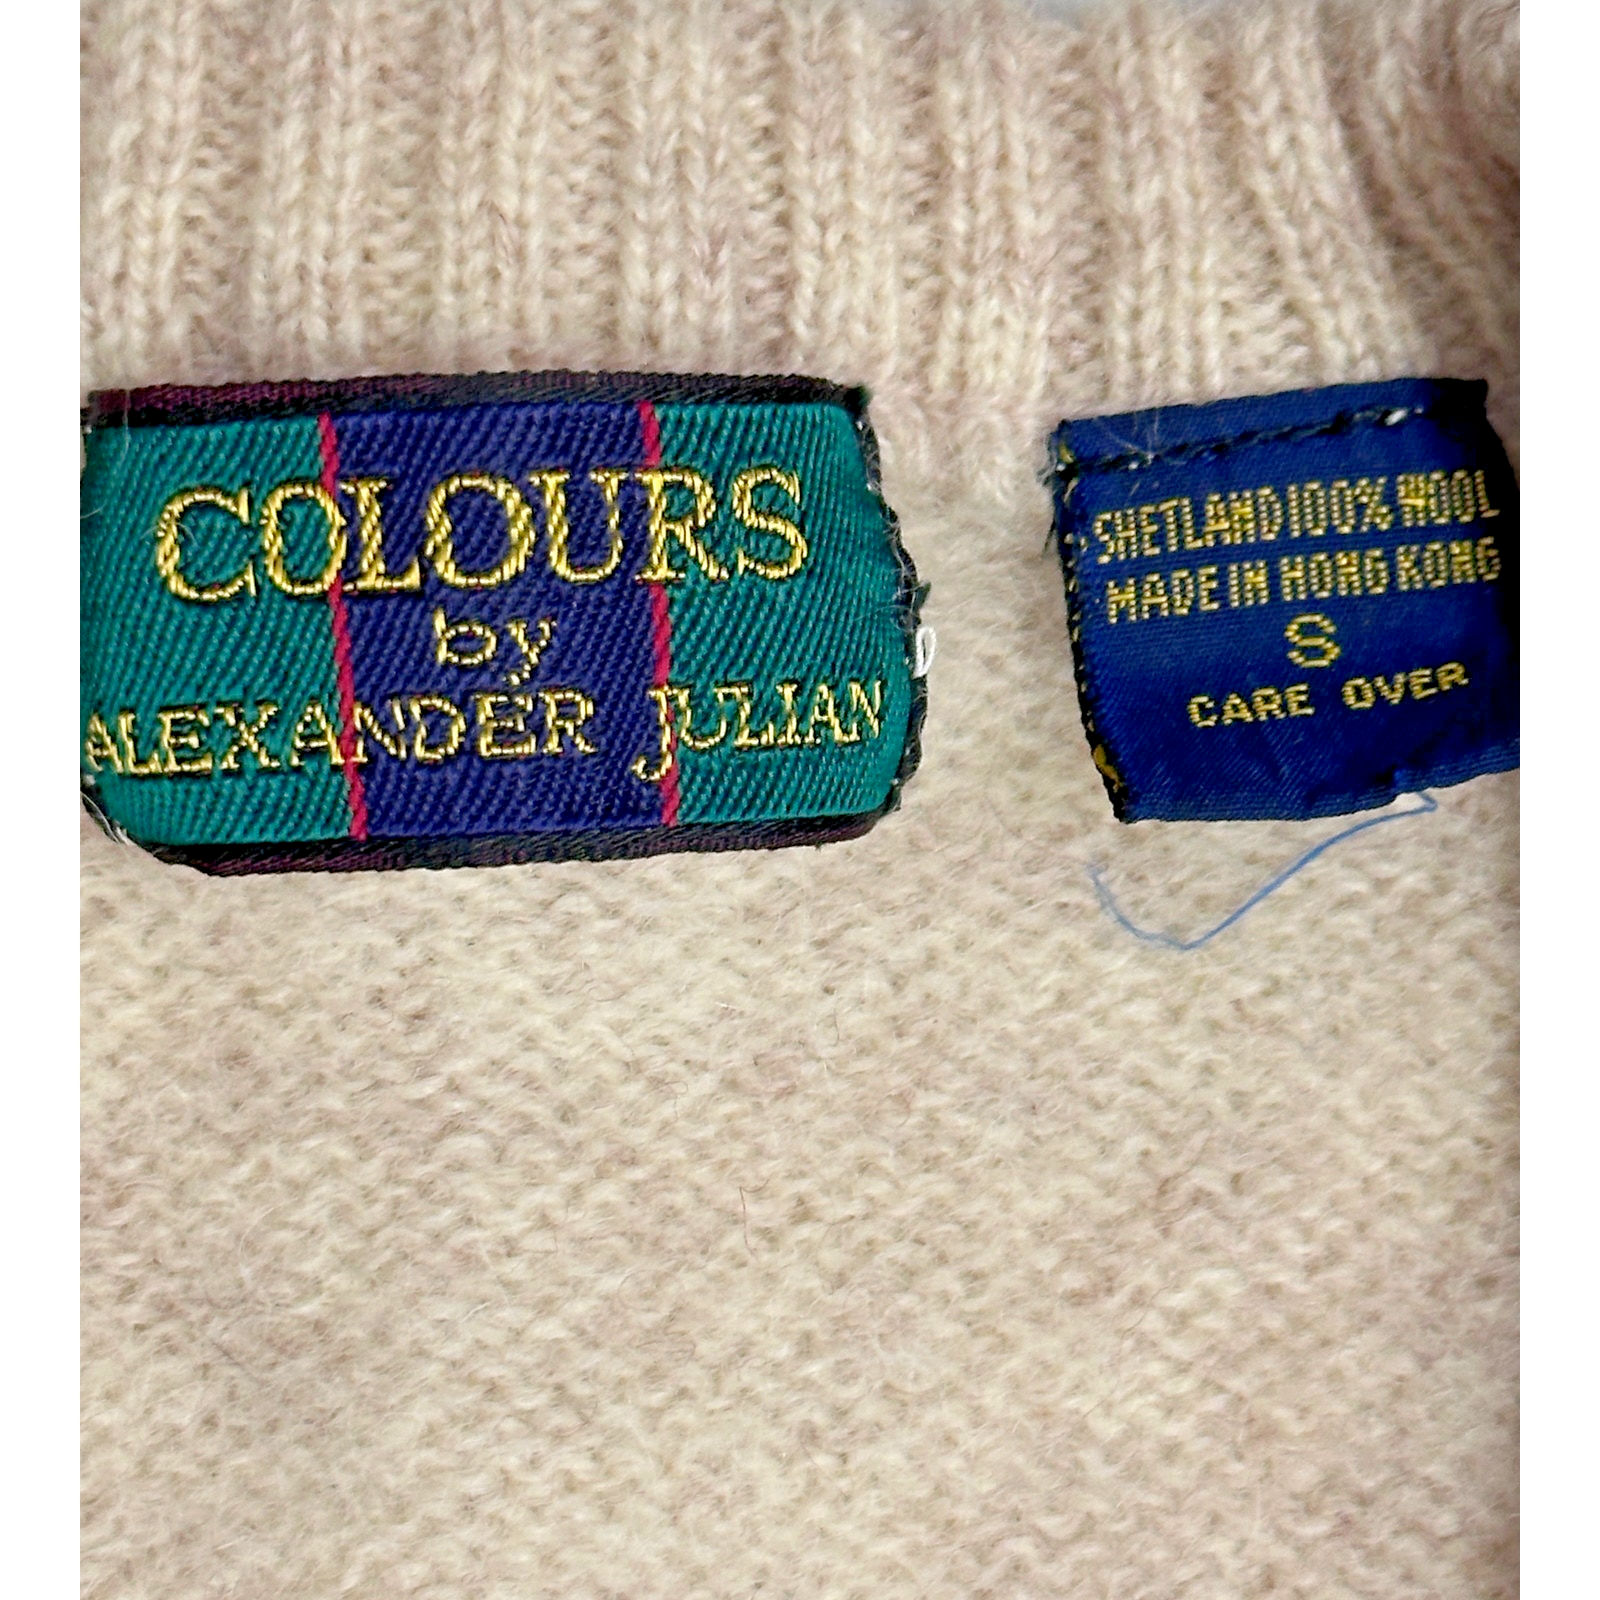 COLOURS
by
ALEXANDER JULIAN
SHETLAND 100% WOOL
MADE IN HONG KONG
S
CARE OVER